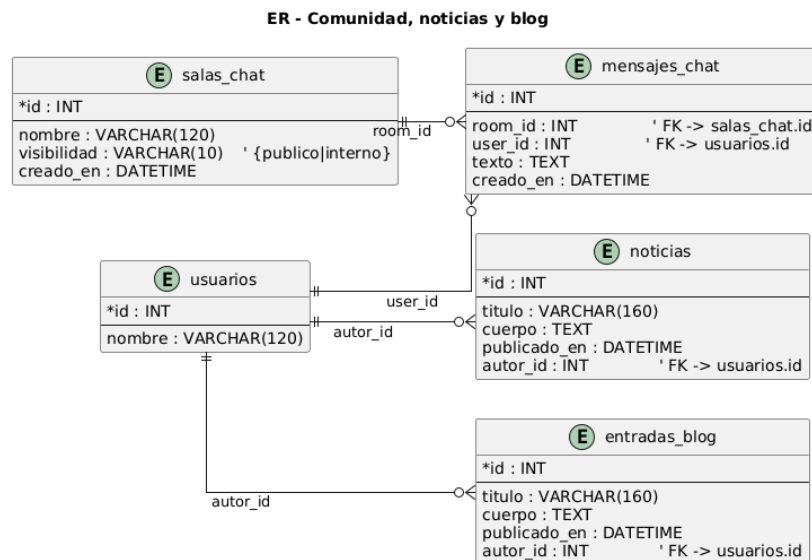 ER - Comunidad, noticias y blog
E salas_chat
*id : INT
nombre : VARCHAR(120)
visibilidad : VARCHAR(10) ' {publico|interno}
creado_en : DATETIME
room_id
E mensajes_chat
*id : INT
room_id : INT ' FK -> salas_chat.id
user_id : INT ' FK -> usuarios.id
texto : TEXT
creado_en : DATETIME
E usuarios
*id : INT
nombre : VARCHAR(120)
user_id
autor_id
E noticias
*id : INT
titulo : VARCHAR(160)
cuerpo : TEXT
publicado_en : DATETIME
autor_id : INT ' FK -> usuarios.id
autor_id
E entradas_blog
*id : INT
titulo : VARCHAR(160)
cuerpo : TEXT
publicado_en : DATETIME
autor_id : INT ' FK -> usuarios.id